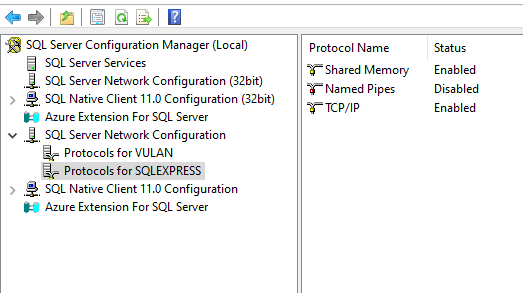 SQL Server Configuration Manager (Local)
SQL Server Services
SQL Server Network Configuration (32bit)
SQL Native Client 11.0 Configuration (32bit)
Azure Extension For SQL Server
SQL Server Network Configuration
Protocols for VULAN
Protocols for SQLEXPRESS
SQL Native Client 11.0 Configuration
Azure Extension For SQL Server
Protocol Name Status
Shared Memory Enabled
Named Pipes Disabled
TCP/IP Enabled